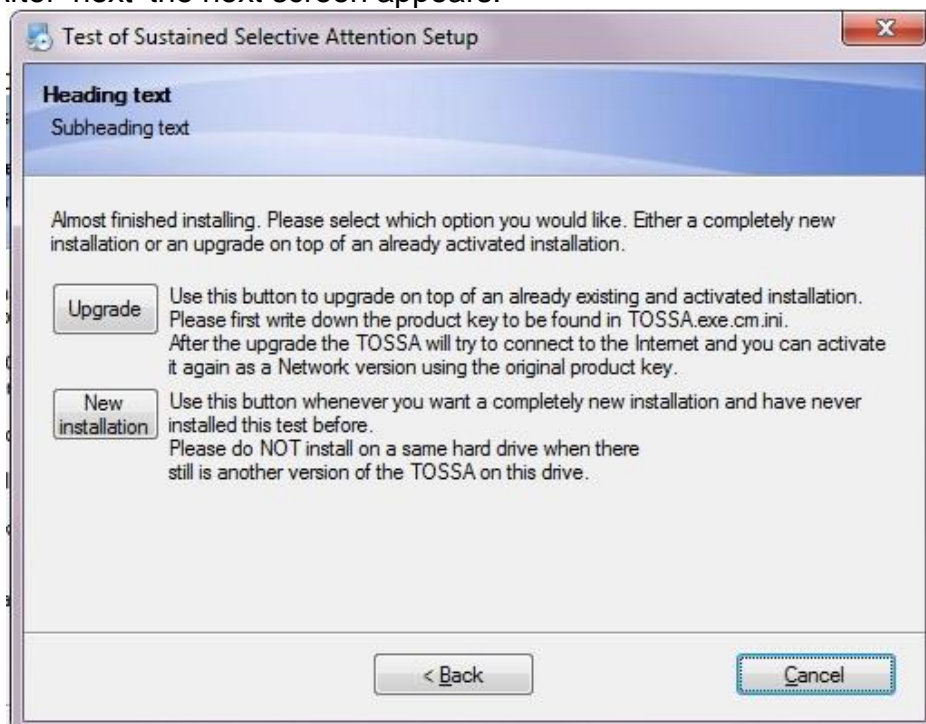 the next screen appears.
Test of Sustained Selective Attention Setup
X
Heading text
Subheading text
Almost finished installing. Please select which option you would like. Either a completely new
installation or an upgrade on top of an already activated installation.
Upgrade
Use this button to upgrade on top of an already existing and activated installation.
Please first write down the product key to be found in TOSSA.exe.cm.ini.
After the upgrade the TOSSA will try to connect to the Internet and you can activate
it again as a Network version using the original product key.
New
installation
Use this button whenever you want a completely new installation and have never
installed this test before.
Please do NOT install on a same hard drive when there
still is another version of the TOSSA on this drive.
< Back
Cancel